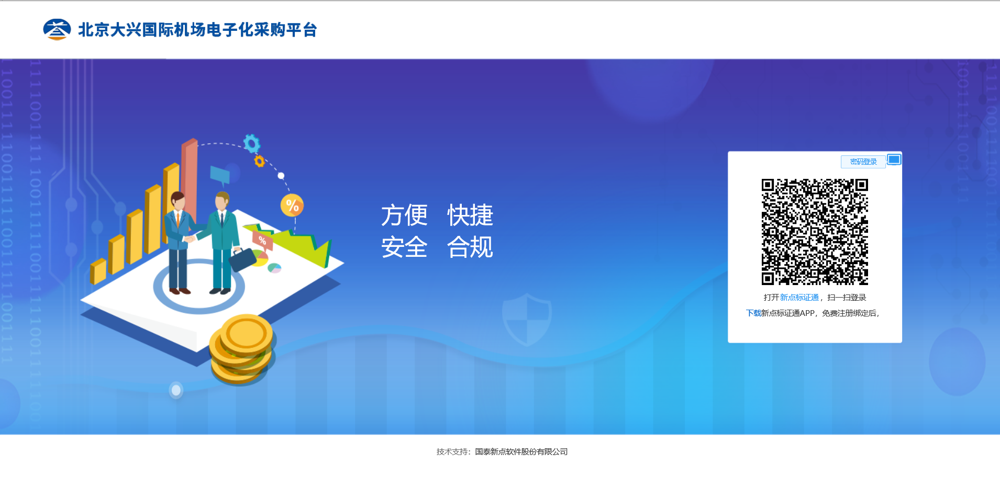 北京大兴国际机场电子化采购平台
密码登录
方便 快捷
安全 合规
%
%
打开新点标证通，扫一扫登录
下载新点标证通APP，免费注册绑定后，
技术支持：国泰新点软件股份有限公司